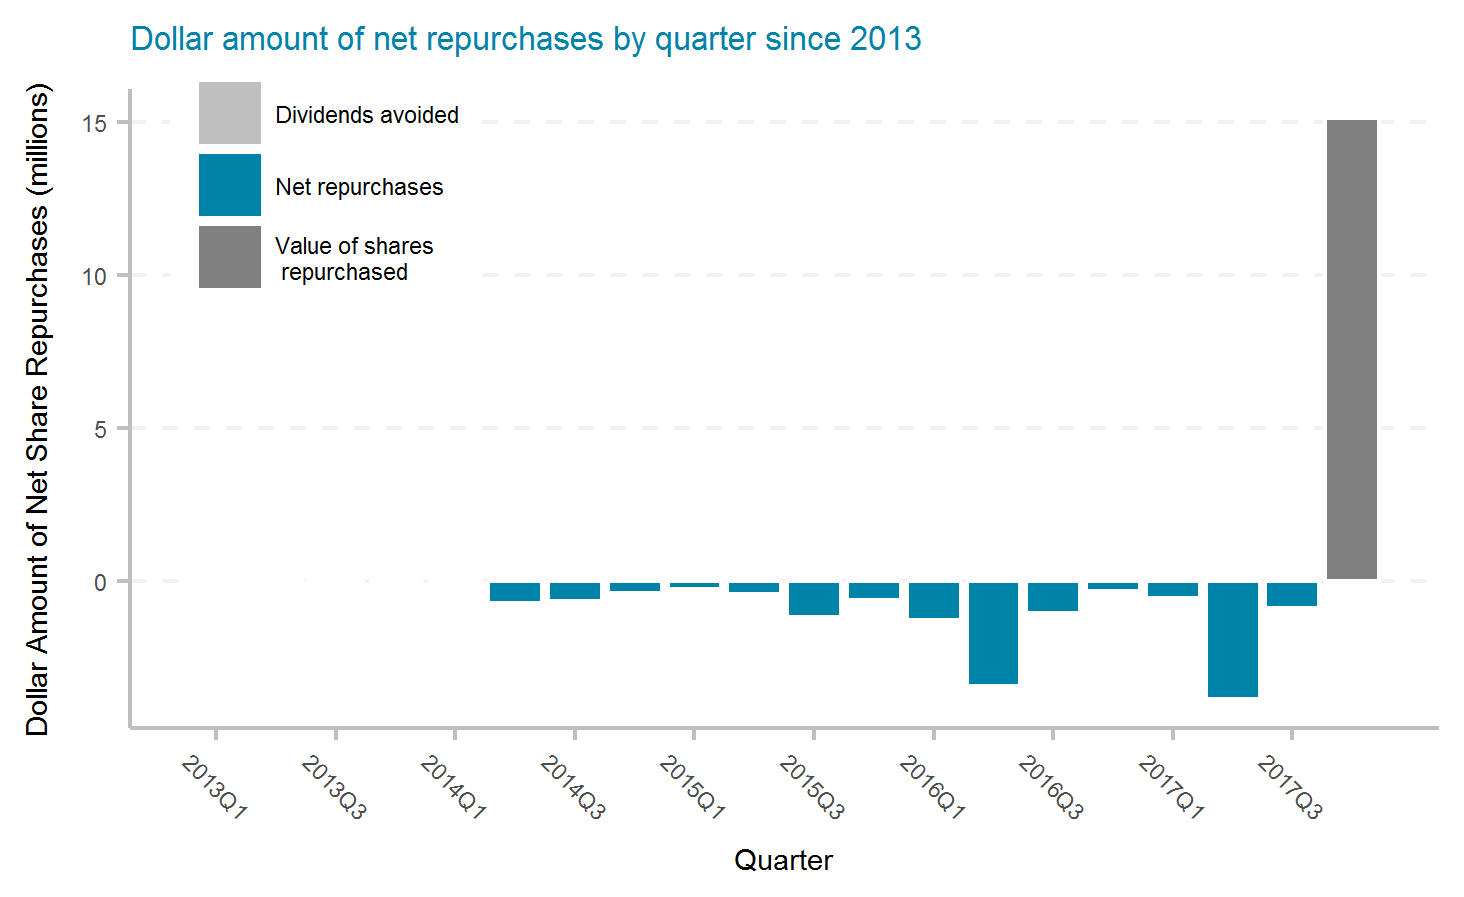 Dollar amount of net repurchases by quarter since 2013
Dollar Amount of Net Share Repurchases (millions)
15
10
5
0
Dividends avoided
Net repurchases
Value of shares
repurchased
2013Q1
2013Q3
2014Q1
2014Q3
2015Q1
2015Q3
2016Q1
2016Q3
2017Q1
2017Q3
Quarter